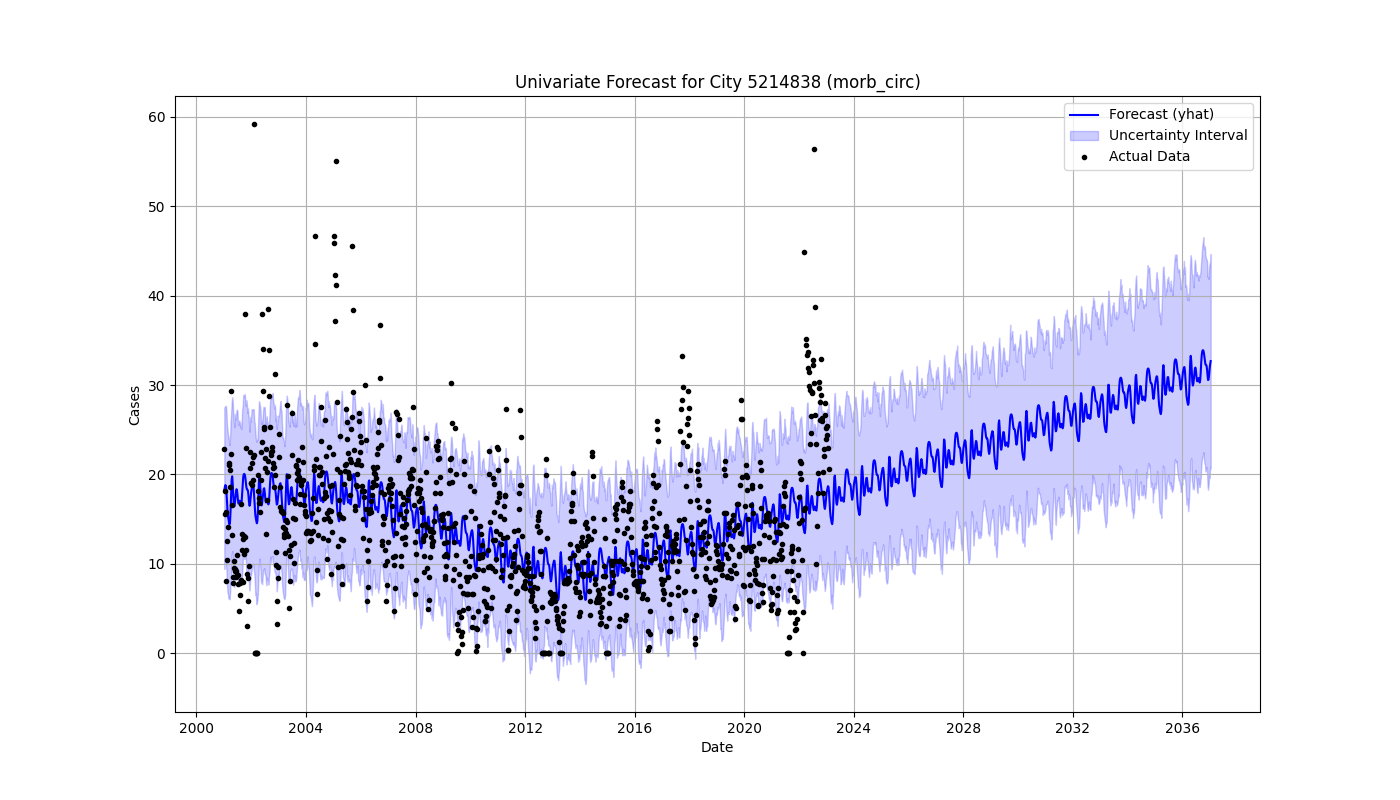 Univariate Forecast for City 5214838 (morb_circ)
Forecast (yhat)
Uncertainty Interval
Actual Data
Cases
60
50
40
30
20
10
0
2000 2004 2008 2012 2016 2020 2024 2028 2032 2036
Date